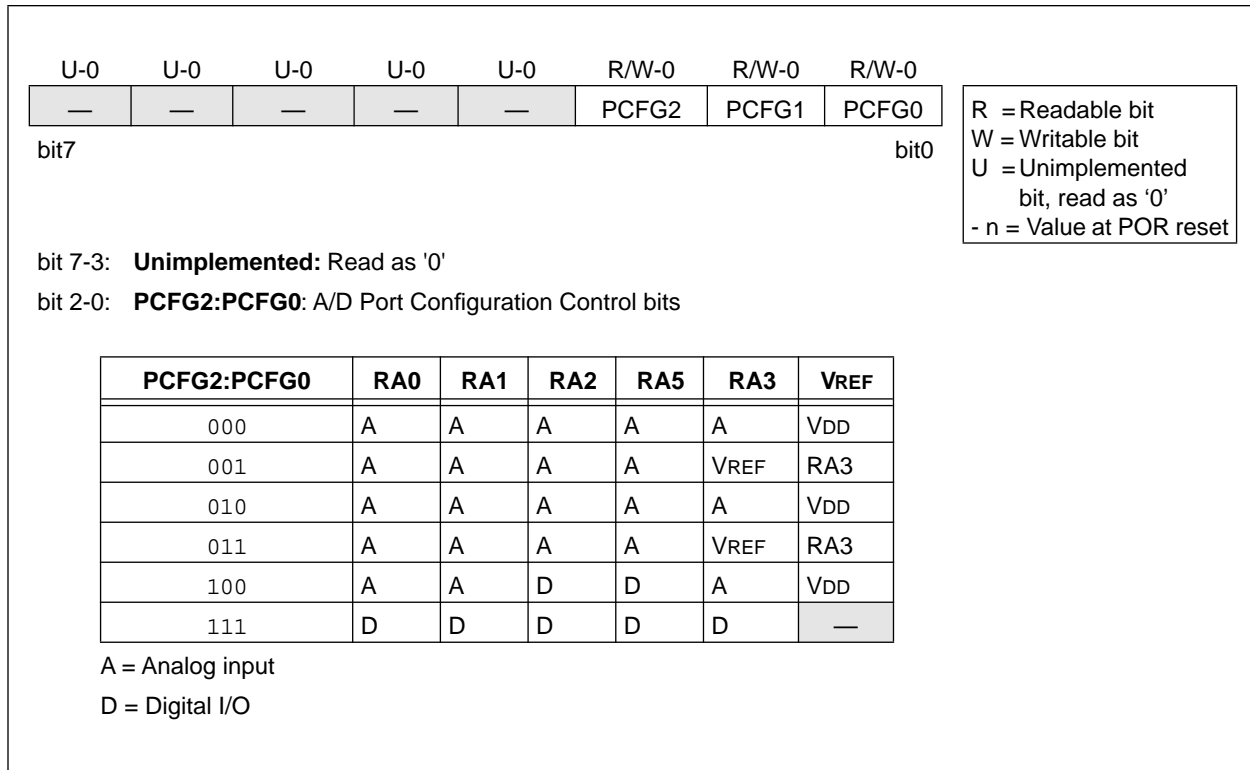 U-0 U-0 U-0 U-0 U-0 R/W-0 R/W-0 R/W-0
— — — — — PCFG2 PCFG1 PCFG0
bit7 bit0
R = Readable bit
W = Writable bit
U = Unimplemented
bit, read as ‘0’
- n = Value at POR reset
bit 7-3: Unimplemented: Read as '0'
bit 2-0: PCFG2:PCFG0: A/D Port Configuration Control bits
PCFG2:PCFG0 RA0 RA1 RA2 RA5 RA3 VREF
000 A A A A A VDD
001 A A A A VREF RA3
010 A A A A A VDD
011 A A A A VREF RA3
100 A A D D A VDD
111 D D D D D —
A = Analog input
D = Digital I/O